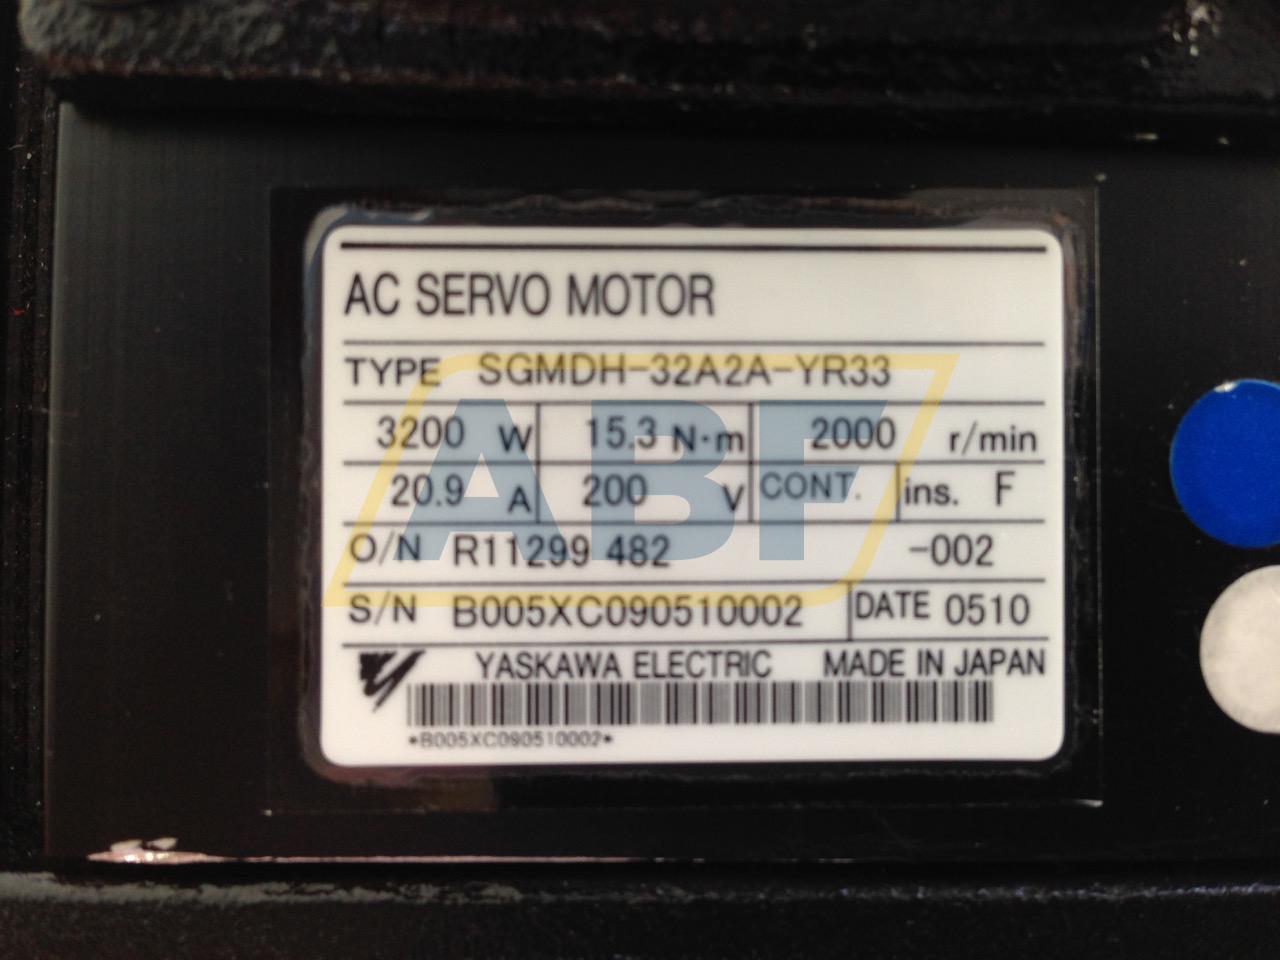 AC SERVO MOTOR
TYPE SGMDH-32A2A-YR33
3200 W 15.3 N·m 2000 r/min
20.9 A 200 V CONT. ins. F
O/N R11299 482 -002
S/N B005XC090510002 DATE 0510
YASKAWA ELECTRIC MADE IN JAPAN
*B005XC090510002*
ABF